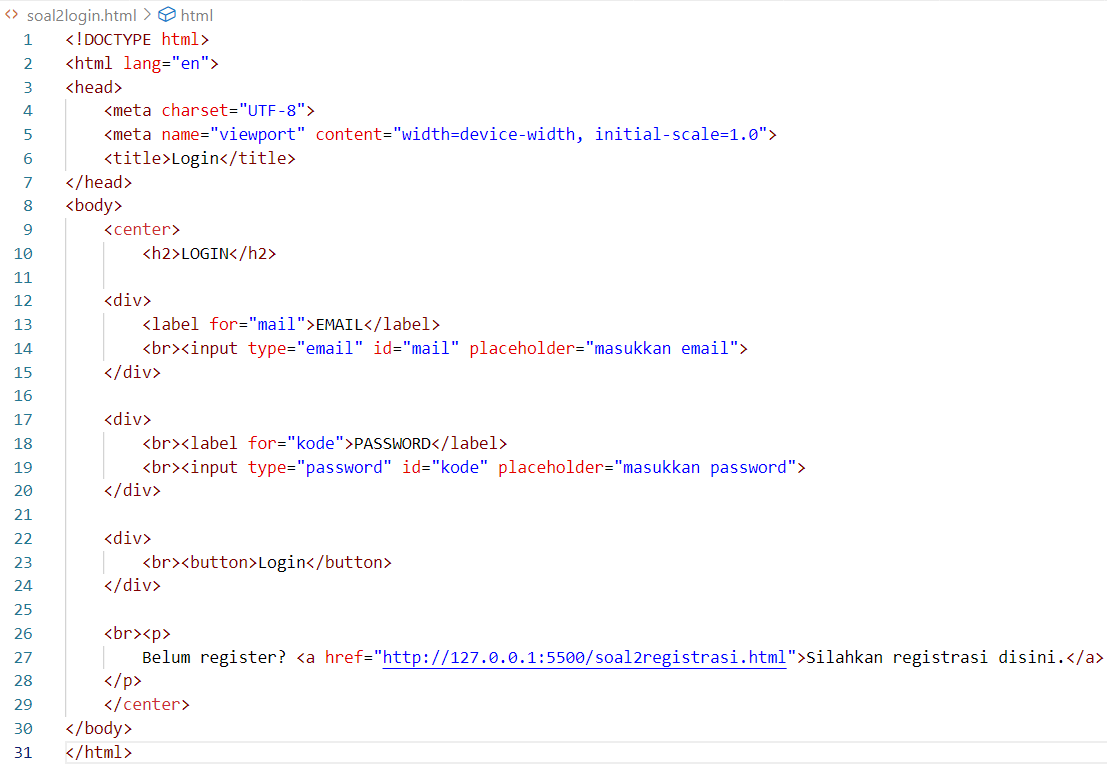 soal2login.html > html
1 <!DOCTYPE html>
2 <html lang="en">
3 <head>
4     <meta charset="UTF-8">
5     <meta name="viewport" content="width=device-width, initial-scale=1.0">
6     <title>Login</title>
7 </head>
8 <body>
9     <center>
10         <h2>LOGIN</h2>
11
12     <div>
13         <label for="mail">EMAIL</label>
14         <br><input type="email" id="mail" placeholder="masukkan email">
15     </div>
16
17     <div>
18         <br><label for="kode">PASSWORD</label>
19         <br><input type="password" id="kode" placeholder="masukkan password">
20     </div>
21
22     <div>
23         <br><button>Login</button>
24     </div>
25
26     <br><p>
27         Belum register? <a href="http://127.0.0.1:5500/soal2registrasi.html">Silahkan registrasi disini.</a>
28     </p>
29     </center>
30 </body>
31 </html>